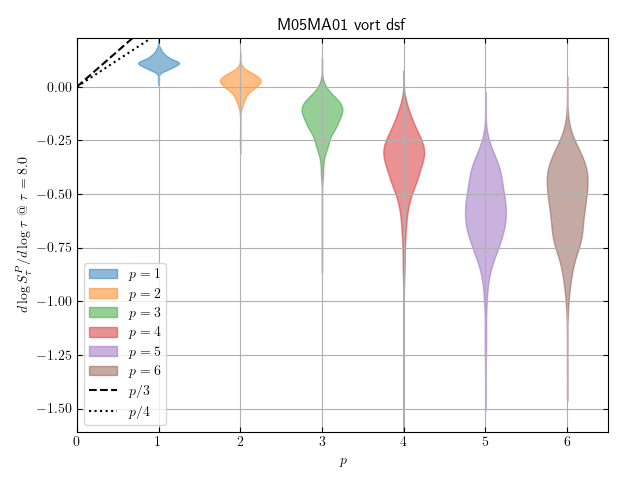 M05MA01 vort dsf
d log S_τ^P / d log τ @ τ = 8.0
0.00
−0.25
−0.50
−0.75
−1.00
−1.25
−1.50
p = 1
p = 2
p = 3
p = 4
p = 5
p = 6
p/3
p/4
0 1 2 3 4 5 6
p